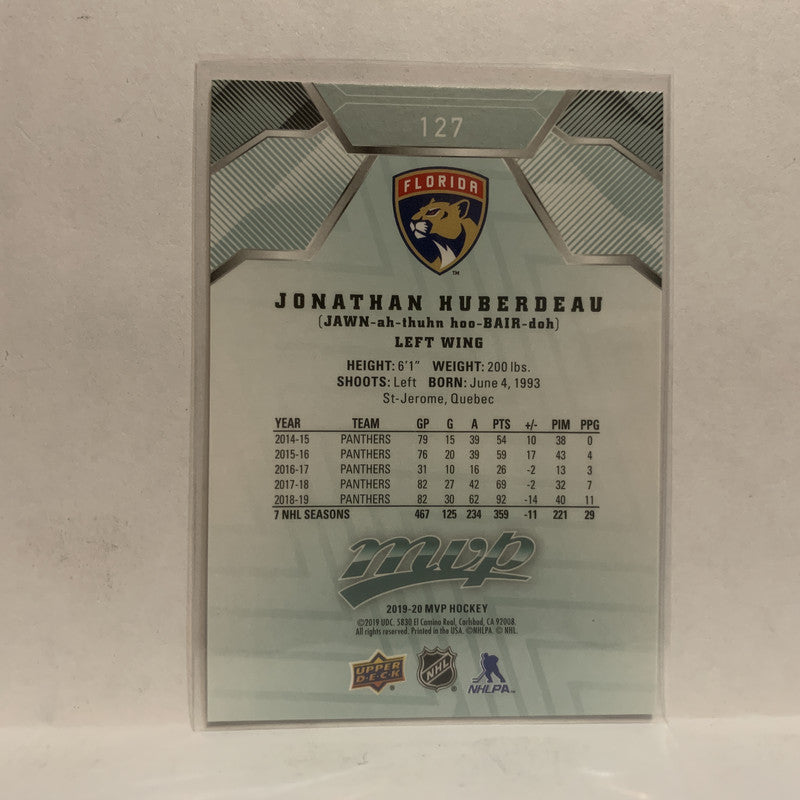 127
FLORIDA
TM
JONATHAN HUBERDEAU
(JAWN-ah-thuhn hoo-BAIR-doh)
LEFT WING
HEIGHT: 6'1" WEIGHT: 200 lbs.
SHOOTS: Left BORN: June 4, 1993
St-Jerome, Quebec
YEAR TEAM GP G A PTS +/- PIM PPG
2014-15 PANTHERS 79 15 39 54 10 38 0
2015-16 PANTHERS 76 20 39 59 17 43 4
2016-17 PANTHERS 31 10 16 26 -2 13 3
2017-18 PANTHERS 82 27 42 69 -2 32 7
2018-19 PANTHERS 82 30 62 92 -14 40 11
7 NHL SEASONS 467 125 234 359 -11 221 29
mvp
2019-20 MVP HOCKEY
©2019 UDC. 5830 El Camino Real, Carlsbad, CA 92008.
All rights reserved. Printed in the USA. ©NHLPA. © NHL.
UPPER DECK NHL NHLPA